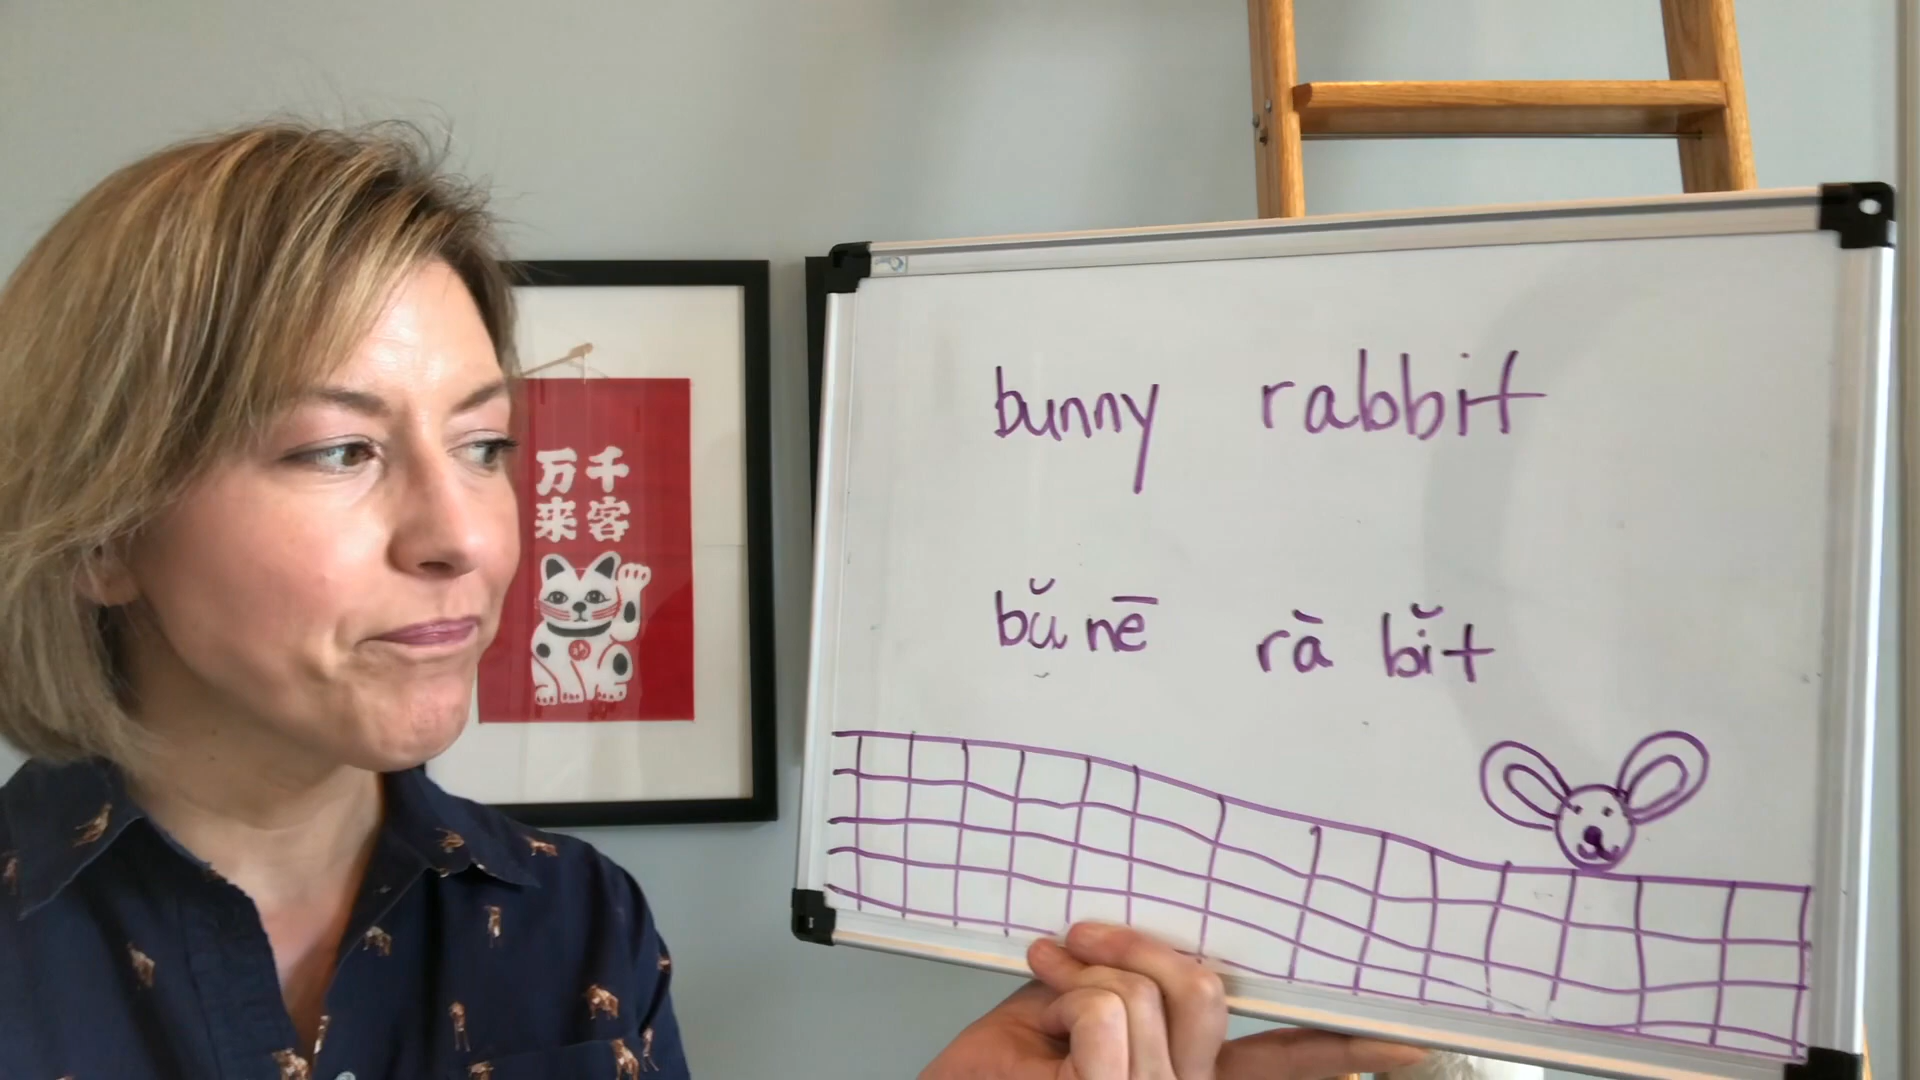 千客
万来
bunny rabbit
bŭ nē rà bĭt